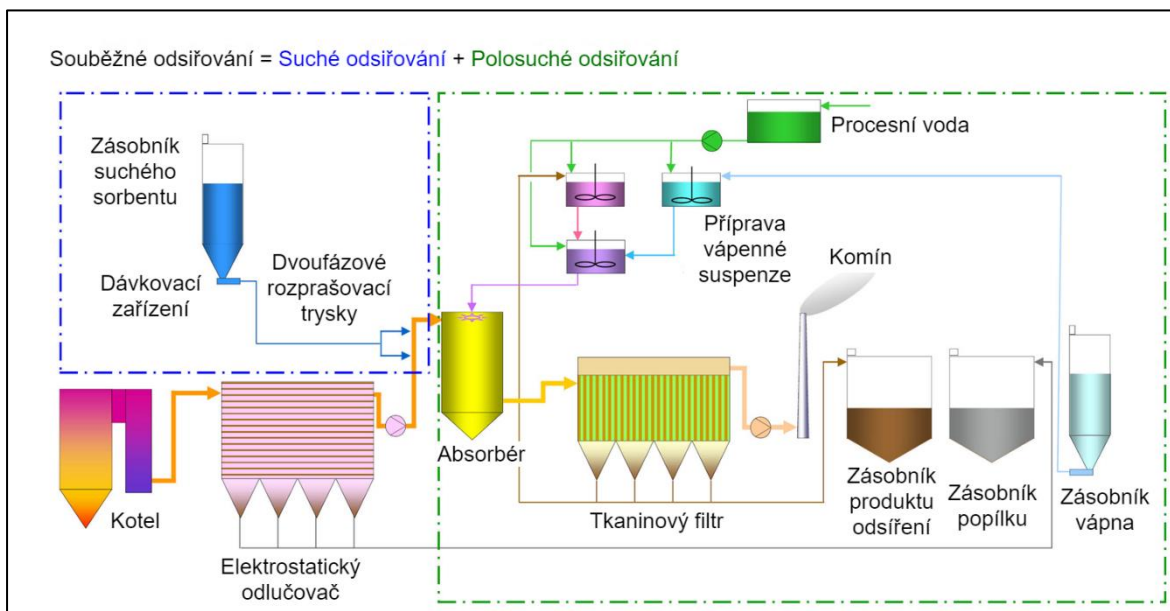 Souběžné odsiřování = Suché odsiřování + Polosuché odsiřování
Zásobník
suchého
sorbentu
Dávkovací
zařízení
Dvoufázové
rozprašovací
trysky
Procesní voda
Příprava
vápenné
suspenze
Komín
Kotel
Elektrostatický
odlučovač
Absorbér
Tkaninový filtr
Zásobník
produktu
odsíření
Zásobník
popílku
Zásobník
vápna